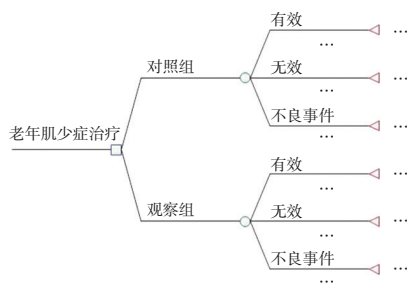 有效
… …
对照组
无效
… …
不良事件
… …
老年肌少症治疗
有效
… …
观察组
无效
… …
不良事件
… …